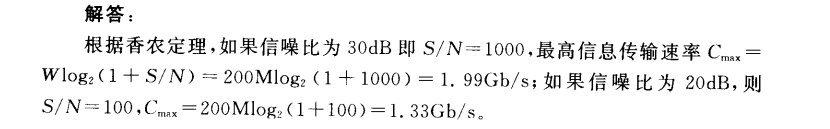 解答：
根据香农定理,如果信噪比为 30dB 即 S/N=1000,最高信息传输速率 Cmax=
Wlog₂(1+S/N)=200Mlog₂(1+1000)=1.99Gb/s;如果信噪比为 20dB,则
S/N=100,Cmax=200Mlog₂(1+100)=1.33Gb/s。